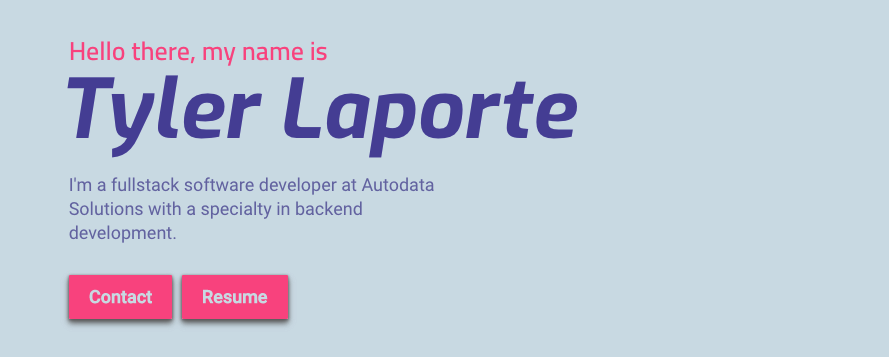 Hello there, my name is
Tyler Laporte
I'm a fullstack software developer at Autodata
Solutions with a specialty in backend
development.
Contact Resume